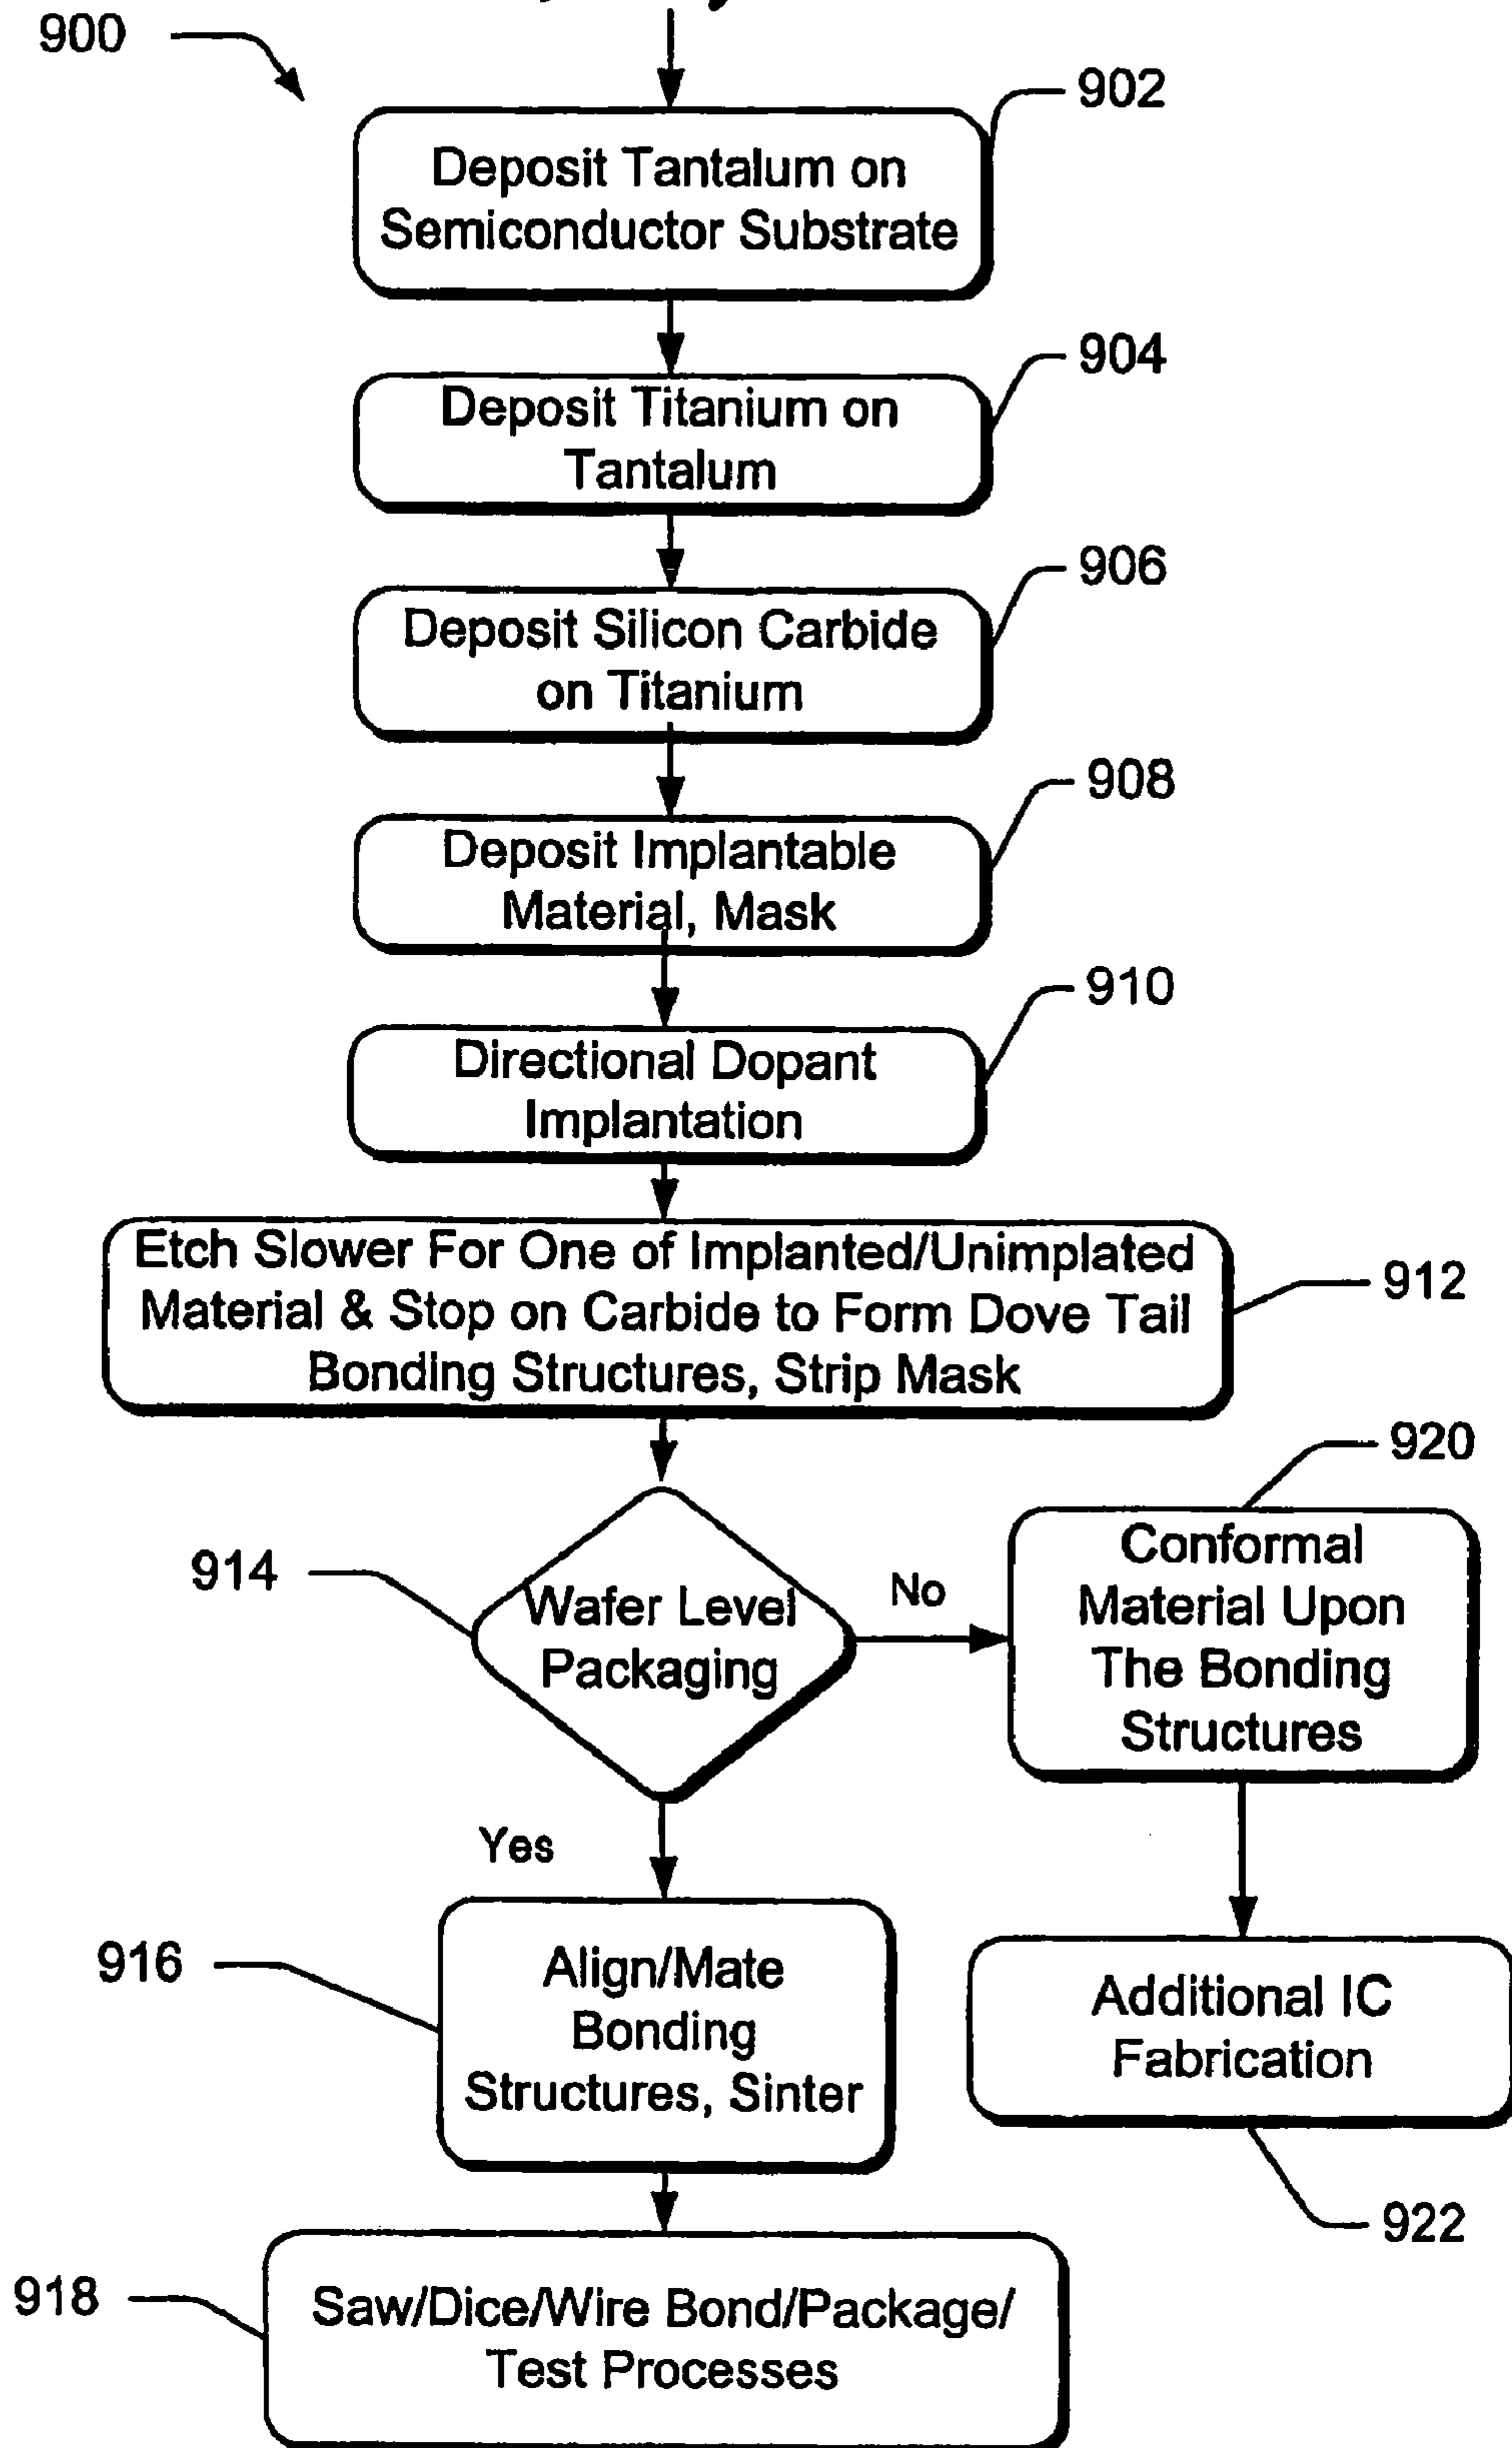 900
902
Deposit Tantalum on
Semiconductor Substrate
904
Deposit Titanium on
Tantalum
906
Deposit Silicon Carbide
on Titanium
908
Deposit Implantable
Material, Mask
910
Directional Dopant
Implantation
912
Etch Slower For One of Implanted/Unimplated
Material & Stop on Carbide to Form Dove Tail
Bonding Structures, Strip Mask
914
Wafer Level
Packaging
No
920
Conformal
Material Upon
The Bonding
Structures
Yes
916
Align/Mate
Bonding
Structures, Sinter
Additional IC
Fabrication
922
918
Saw/Dice/Wire Bond/Package/
Test Processes